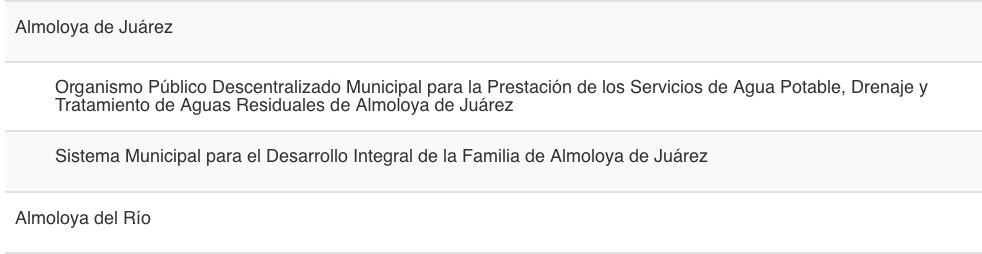 Almoloya de Juárez
Organismo Público Descentralizado Municipal para la Prestación de los Servicios de Agua Potable, Drenaje y
Tratamiento de Aguas Residuales de Almoloya de Juárez
Sistema Municipal para el Desarrollo Integral de la Familia de Almoloya de Juárez
Almoloya del Río